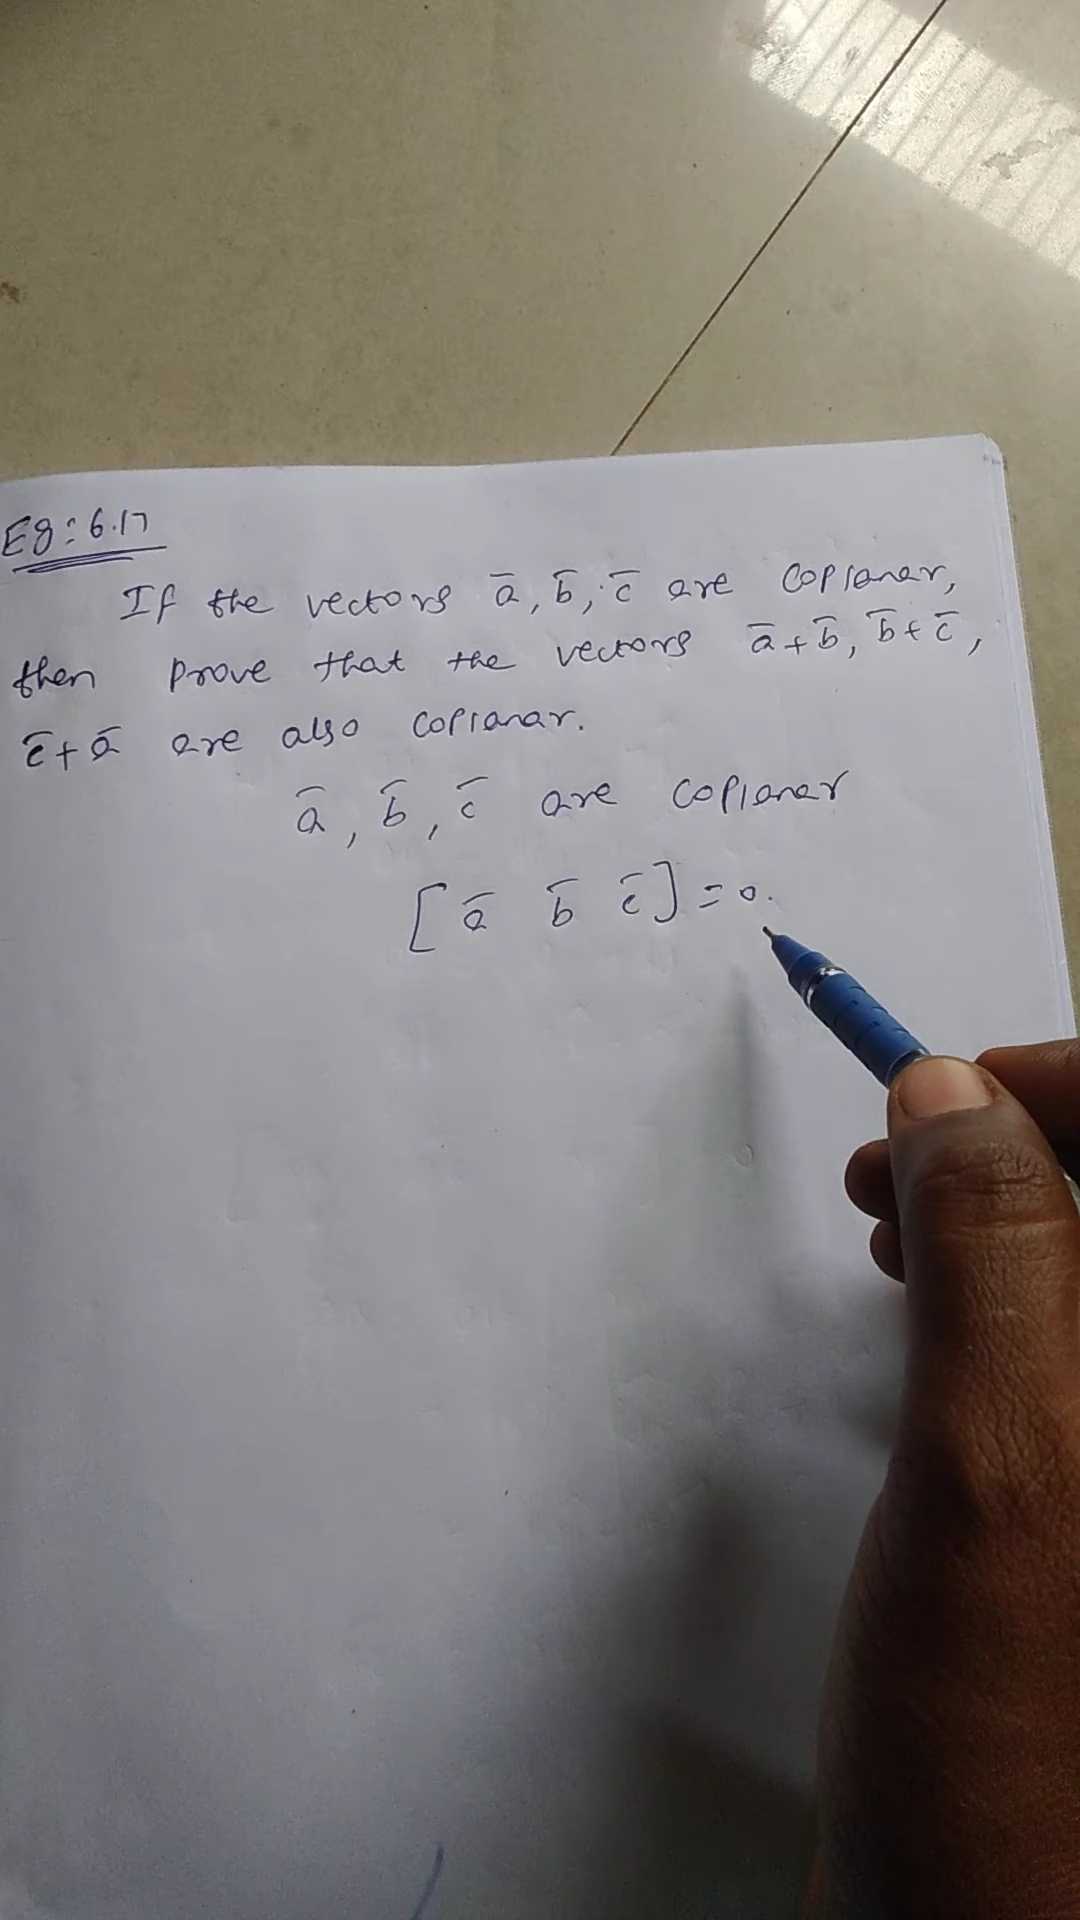 Eg: 6.17
If the vectors a̅, b̅, c̅ are coplanar,
then prove that the vectors a̅+b̅, b̅+c̅,
c̅+a̅ are also coplanar.
a̅, b̅, c̅ are coplanar
[a̅ b̅ c̅] = 0.